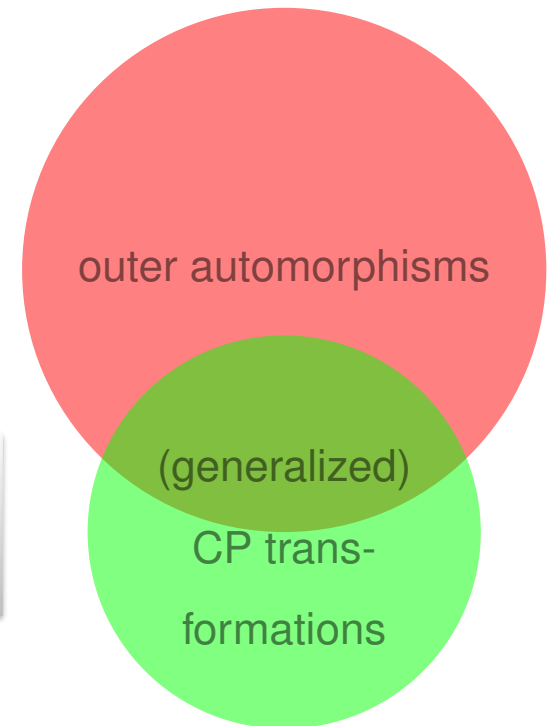 outer automorphisms
(generalized)
CP trans-
formations